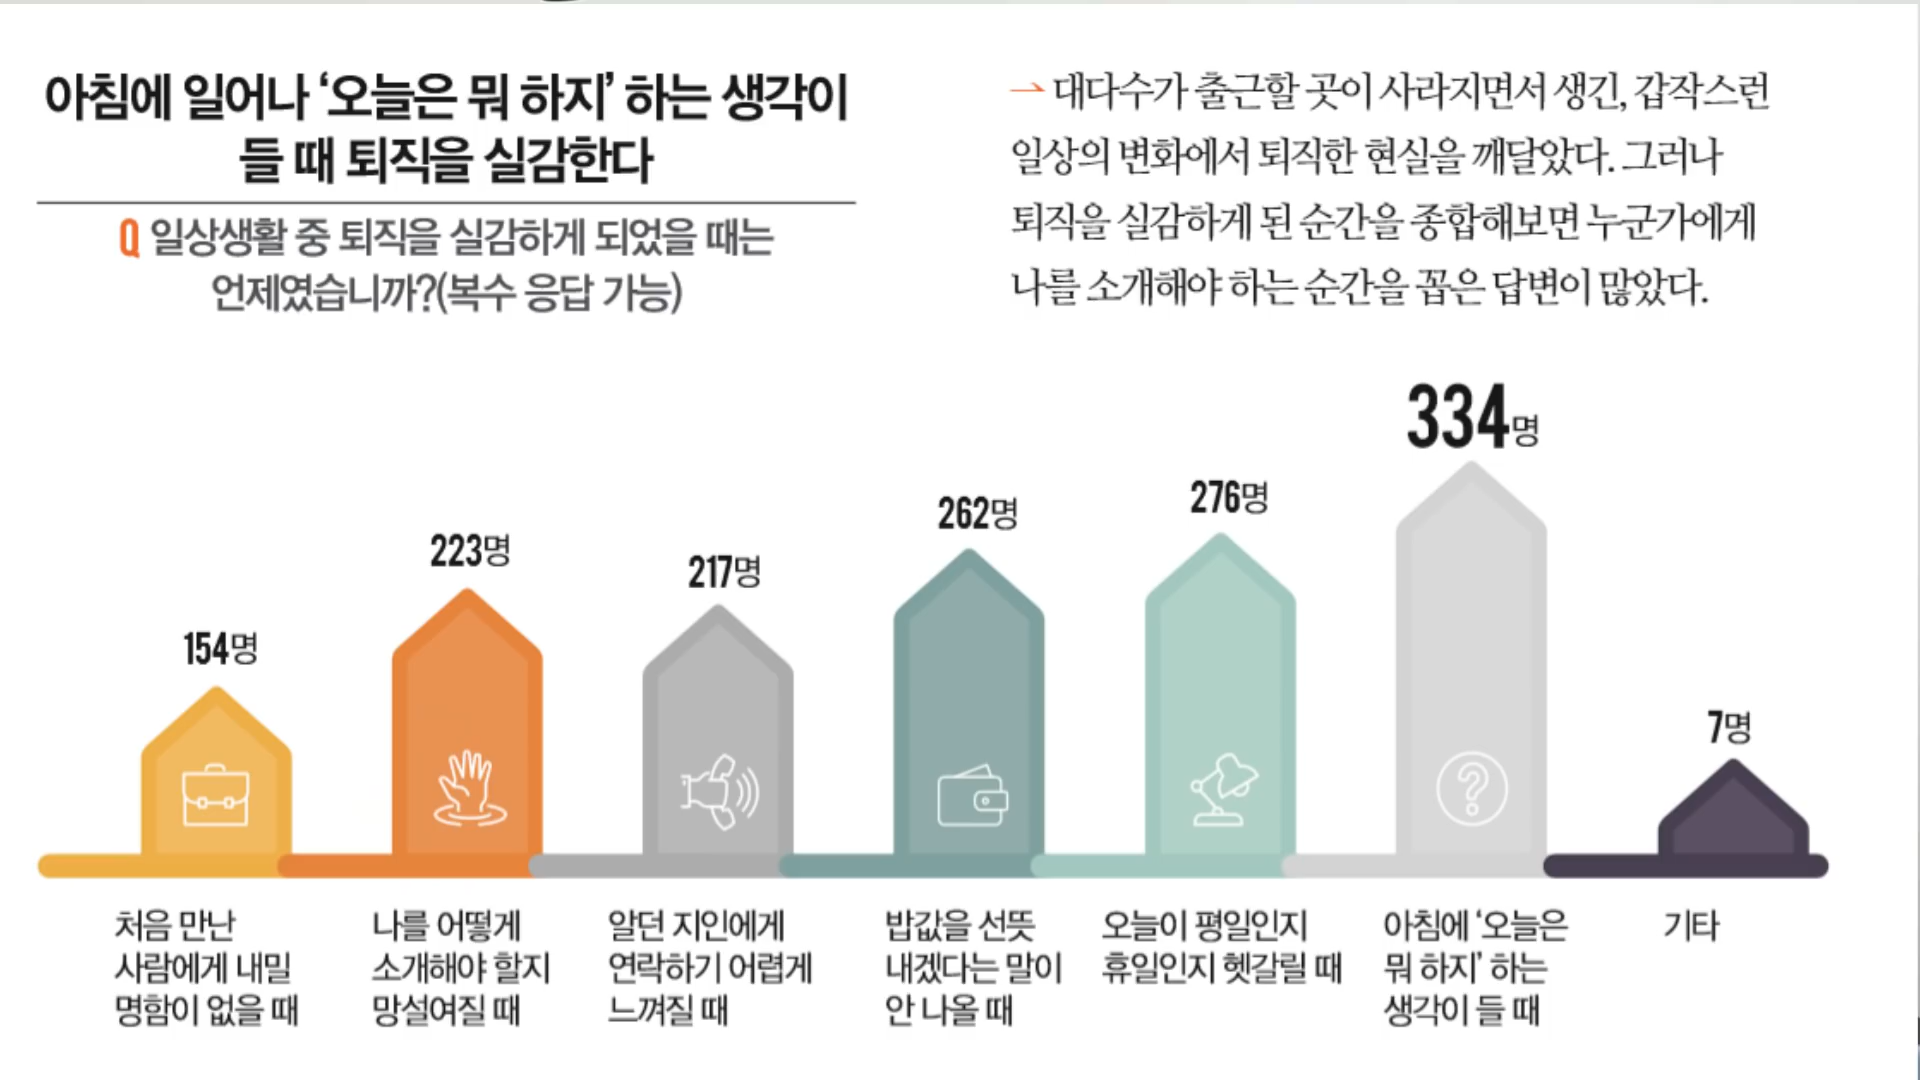 아침에 일어나 ‘오늘은 뭐 하지’ 하는 생각이
들 때 퇴직을 실감한다
Q 일상생활 중 퇴직을 실감하게 되었을 때는
언제였습니까?(복수 응답 가능)
→ 대다수가 출근할 곳이 사라지면서 생긴, 갑작스런
일상의 변화에서 퇴직한 현실을 깨달았다. 그러나
퇴직을 실감하게 된 순간을 종합해보면 누군가에게
나를 소개해야 하는 순간을 꼽은 답변이 많았다.
154명
223명
217명
262명
276명
334명
7명
처음 만난
사람에게 내밀
명함이 없을 때
나를 어떻게
소개해야 할지
망설여질 때
알던 지인에게
연락하기 어렵게
느껴질 때
밥값을 선뜻
내겠다는 말이
안 나올 때
오늘이 평일인지
휴일인지 헷갈릴 때
아침에 ‘오늘은
뭐 하지’ 하는
생각이 들 때
기타